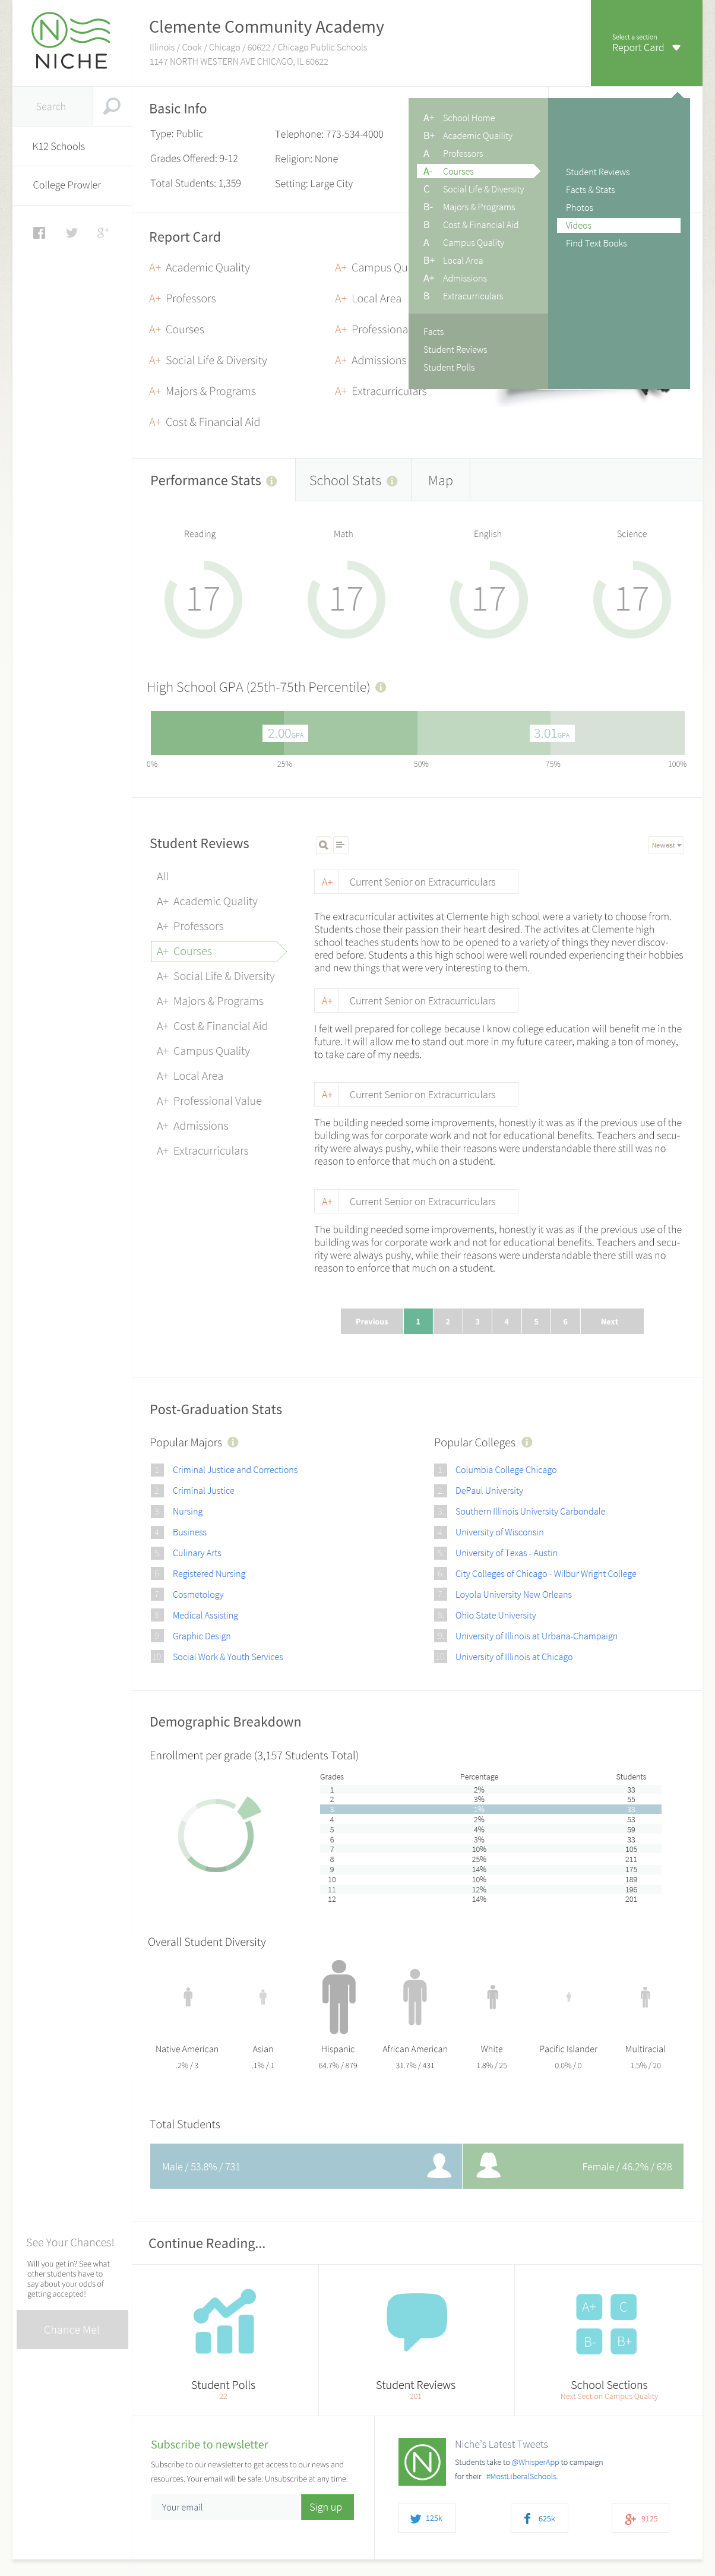 NICHE
Clemente Community Academy
Illinois / Cook / Chicago / 60622 / Chicago Public Schools
1147 NORTH WESTERN AVE CHICAGO, IL 60622
Select a section
Report Card
Search
K12 Schools
College Prowler
Basic Info
Type: Public
Telephone: 773-534-4000
Grades Offered: 9-12
Religion: None
Total Students: 1,359
Setting: Large City
A+ School Home
B+ Academic Quaility
A Professors
A- Courses
C Social Life & Diversity
B- Majors & Programs
B Cost & Financial Aid
A Campus Quality
B+ Local Area
A+ Admissions
B Extracurriculars
Facts
Student Reviews
Student Polls
Student Reviews
Facts & Stats
Photos
Videos
Find Text Books
Report Card
A+ Academic Quality
A+ Campus Qu
A+ Professors
A+ Local Area
A+ Courses
A+ Professiona
A+ Social Life & Diversity
A+ Admissions
A+ Majors & Programs
A+ Extracurriculars
A+ Cost & Financial Aid
Performance Stats i
School Stats i
Map
Reading
Math
English
Science
17
17
17
17
High School GPA (25th-75th Percentile) i
2.00GPA
3.01GPA
0%
25%
50%
75%
100%
Student Reviews
Newest
All
A+ Academic Quality
A+ Professors
A+ Courses
A+ Social Life & Diversity
A+ Majors & Programs
A+ Cost & Financial Aid
A+ Campus Quality
A+ Local Area
A+ Professional Value
A+ Admissions
A+ Extracurriculars
A+ Current Senior on Extracurriculars
The extracurricular activites at Clemente high school were a variety to choose from.
Students chose their passion their heart desired. The activites at Clemente high
school teaches students how to be opened to a variety of things they never discov-
ered before. Students a this high school were well rounded experiencing their hobbies
and new things that were very interesting to them.
A+ Current Senior on Extracurriculars
I felt well prepared for college because I know college education will benefit me in the
future. It will allow me to stand out more in my future career, making a ton of money,
to take care of my needs.
A+ Current Senior on Extracurriculars
The building needed some improvements, honestly it was as if the previous use of the
building was for corporate work and not for educational benefits. Teachers and secu-
rity were always pushy, while their reasons were understandable there still was no
reason to enforce that much on a student.
A+ Current Senior on Extracurriculars
The building needed some improvements, honestly it was as if the previous use of the
building was for corporate work and not for educational benefits. Teachers and secu-
rity were always pushy, while their reasons were understandable there still was no
reason to enforce that much on a student.
Previous 1 2 3 4 5 6 Next
Post-Graduation Stats
Popular Majors i
1 Criminal Justice and Corrections
2 Criminal Justice
3 Nursing
4 Business
5 Culinary Arts
6 Registered Nursing
7 Cosmetology
8 Medical Assisting
9 Graphic Design
10 Social Work & Youth Services
Popular Colleges i
1 Columbia College Chicago
2 DePaul University
3 Southern Illinois University Carbondale
4 University of Wisconsin
5 University of Texas - Austin
6 City Colleges of Chicago - Wilbur Wright College
7 Loyola University New Orleans
8 Ohio State University
9 University of Illinois at Urbana-Champaign
10 University of Illinois at Chicago
Demographic Breakdown
Enrollment per grade (3,157 Students Total)
Grades Percentage Students
1 2% 33
2 3% 55
3 1% 33
4 2% 53
5 4% 59
6 3% 33
7 10% 105
8 25% 211
9 14% 175
10 10% 189
11 12% 196
12 14% 201
Overall Student Diversity
Native American
Asian
Hispanic
African American
White
Pacific Islander
Multiracial
.2% / 3
.1% / 1
64.7% / 879
31.7% / 431
1.8% / 25
0.0% / 0
1.5% / 20
Total Students
Male / 53.8% / 731
Female / 46.2% / 628
See Your Chances!
Will you get in? See what
other students have to
say about your odds of
getting accepted!
Chance Me!
Continue Reading...
A+ C
B- B+
Student Polls
22
Student Reviews
201
School Sections
Next Section Campus Quality
Subscribe to newsletter
Subscribe to our newsletter to get access to our news and
resources. Your email will be safe. Unsubscribe at any time.
Your email
Sign up
N
Niche's Latest Tweets
Students take to @WhisperApp to campaign
for their #MostLiberalSchools.
125k
625k
9125